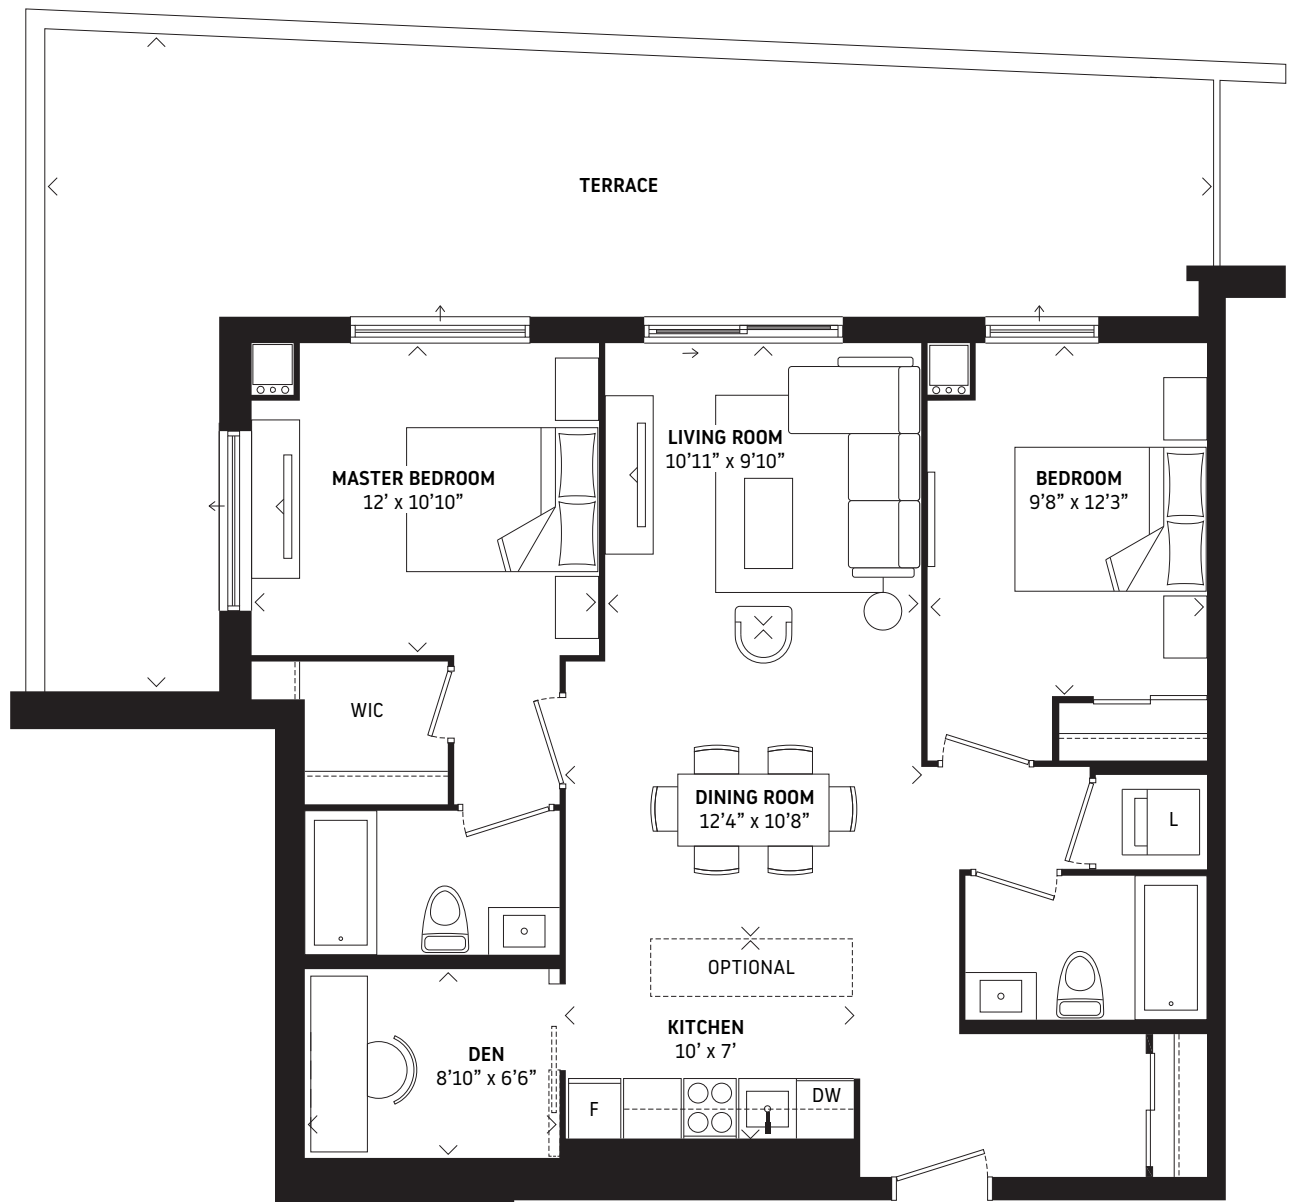 TERRACE
MASTER BEDROOM
12’ x 10’10”
LIVING ROOM
10’11” x 9’10”
BEDROOM
9’8” x 12’3”
WIC
DINING ROOM
12’4” x 10’8”
L
OPTIONAL
KITCHEN
10’ x 7’
DEN
8’10” x 6’6”
F
DW